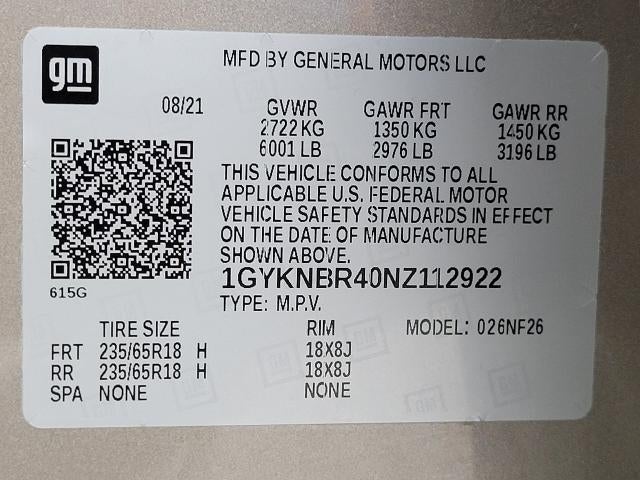 gm
MFD BY GENERAL MOTORS LLC
08/21 GVWR GAWR FRT GAWR RR
2722 KG 1350 KG 1450 KG
6001 LB 2976 LB 3196 LB
THIS VEHICLE CONFORMS TO ALL
APPLICABLE U.S. FEDERAL MOTOR
VEHICLE SAFETY STANDARDS IN EFFECT
ON THE DATE OF MANUFACTURE
SHOWN ABOVE.
1GYKNBR40NZ112922
615G
TYPE: M.P.V.
TIRE SIZE RIM MODEL: 026NF26
FRT 235/65R18 H 18X8J
RR 235/65R18 H 18X8J
SPA NONE NONE